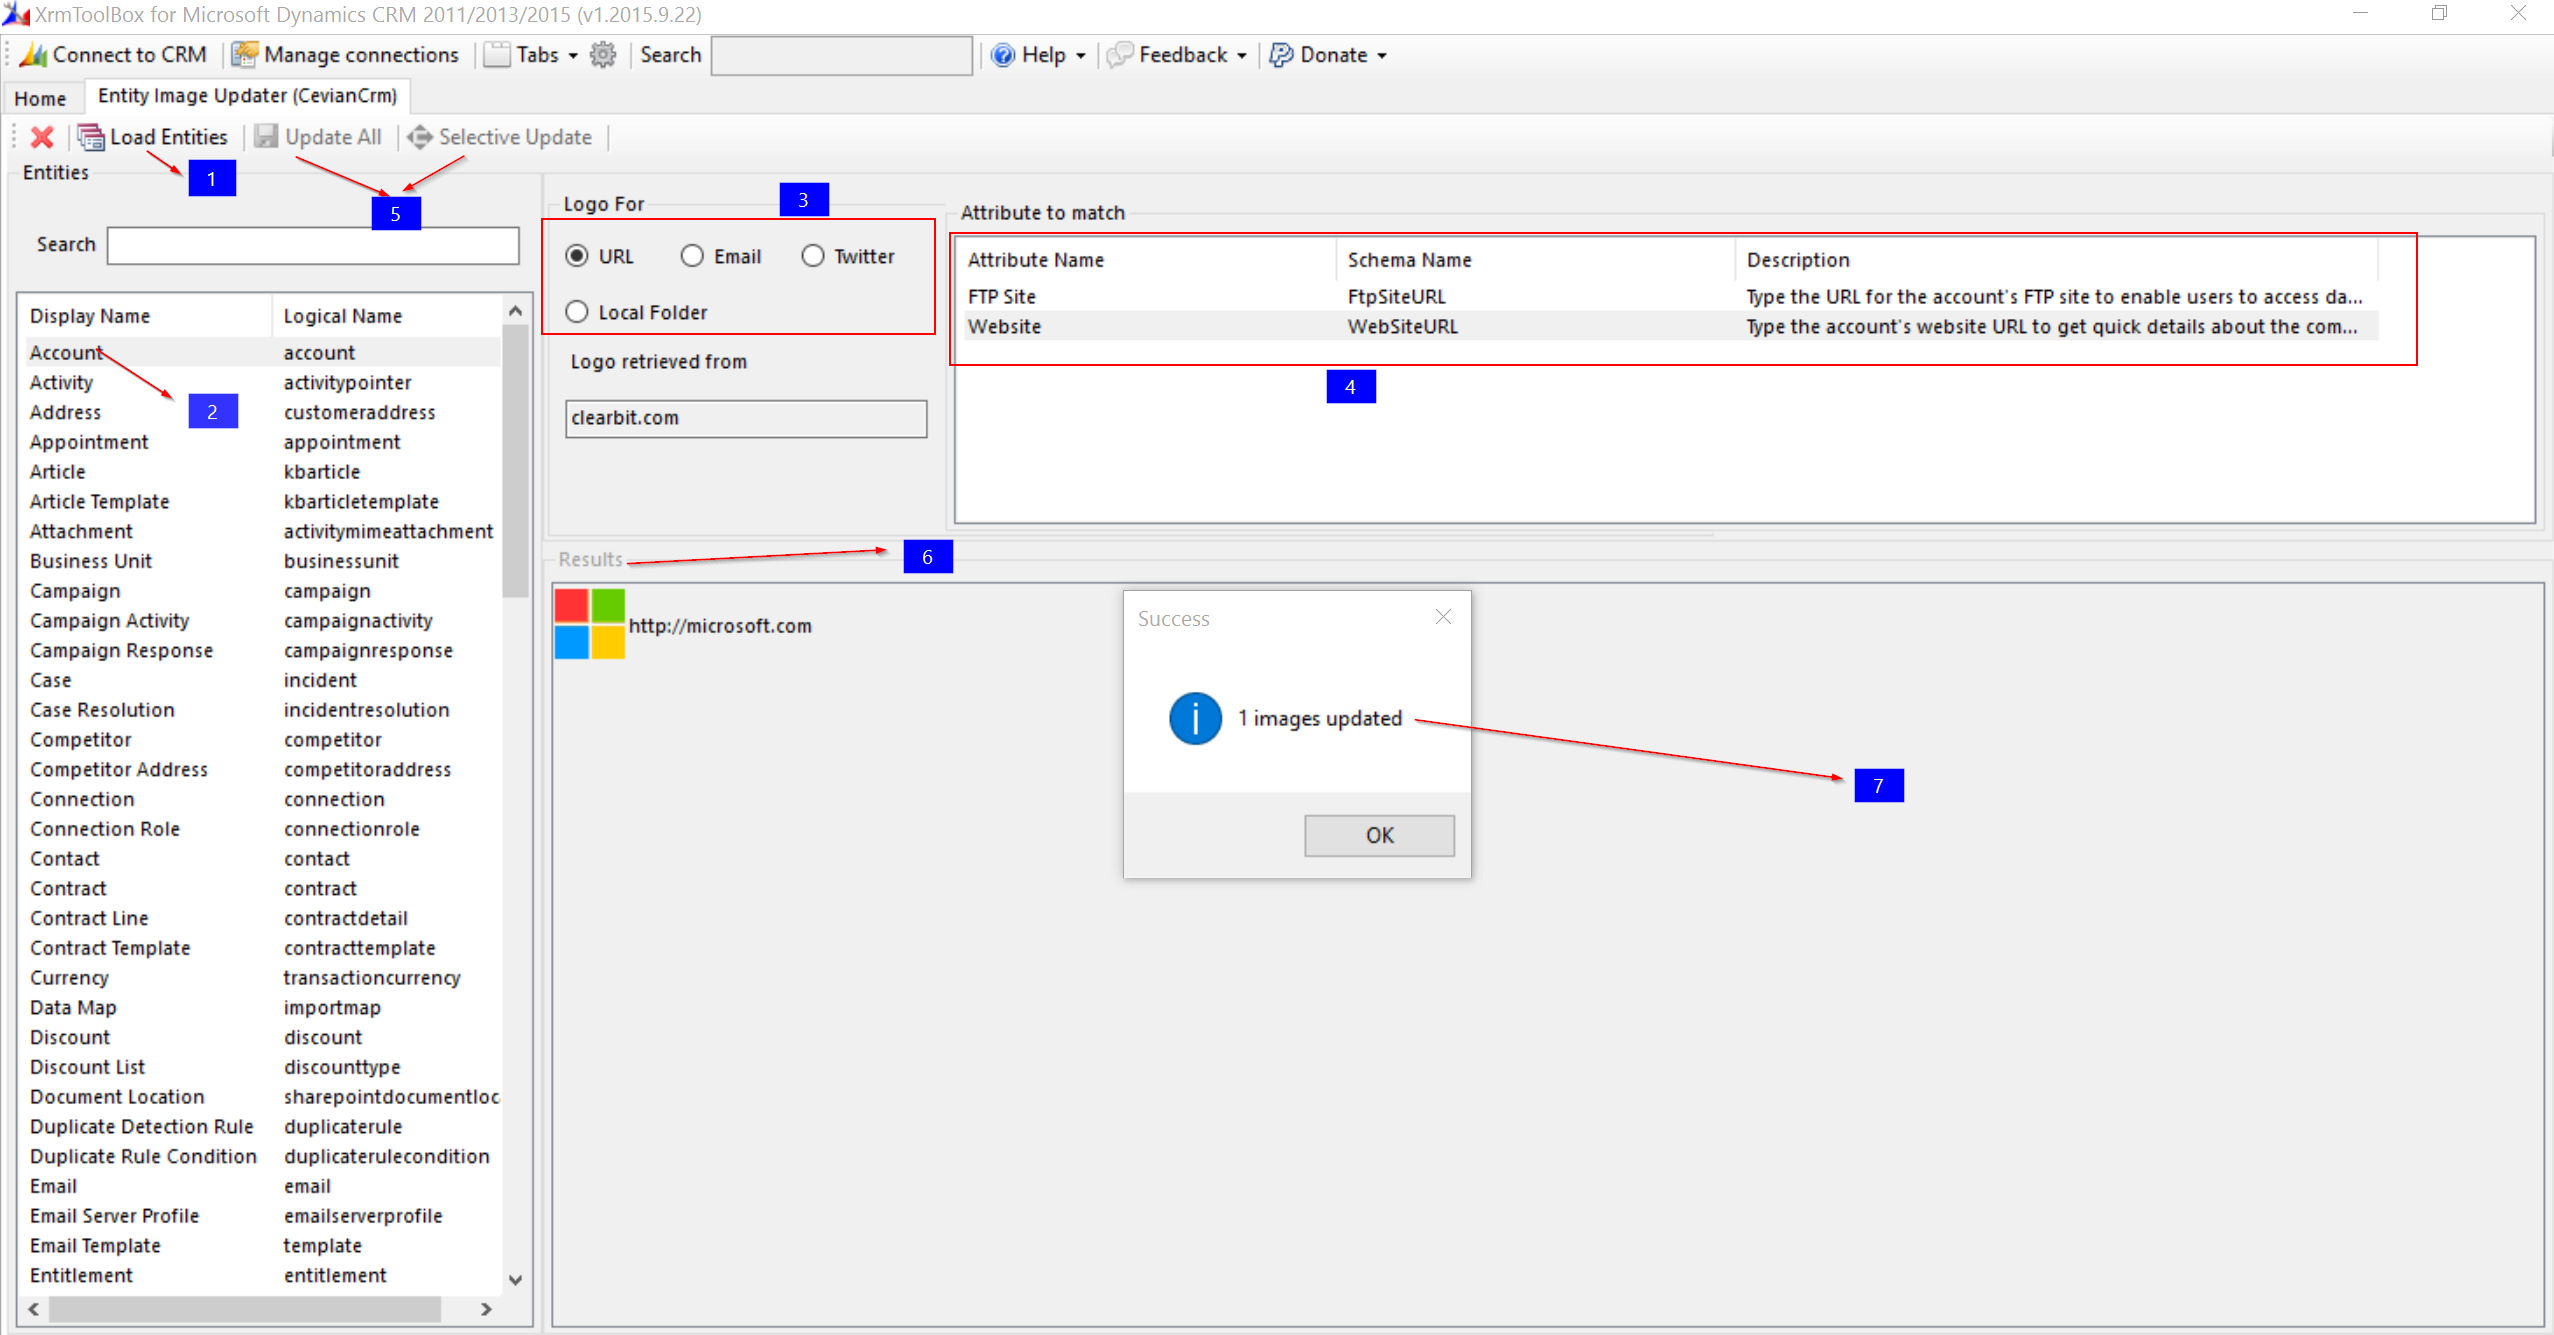 XrmToolBox for Microsoft Dynamics CRM 2011/2013/2015 (v1.2015.9.22)
Connect to CRM Manage connections Tabs Search Help Feedback Donate
Home Entity Image Updater (CevianCrm)
Load Entities Update All Selective Update
1
5
Entities
Search
Display Name Logical Name
Account account
Activity activitypointer
2
Address customeraddress
Appointment appointment
Article kbarticle
Article Template kbarticletemplate
Attachment activitymimeattachment
Business Unit businessunit
Campaign campaign
Campaign Activity campaignactivity
Campaign Response campaignresponse
Case incident
Case Resolution incidentresolution
Competitor competitor
Competitor Address competitoraddress
Connection connection
Connection Role connectionrole
Contact contact
Contract contract
Contract Line contractdetail
Contract Template contracttemplate
Currency transactioncurrency
Data Map importmap
Discount discount
Discount List discounttype
Document Location sharepointdocumentloc
Duplicate Detection Rule duplicaterule
Duplicate Rule Condition duplicaterulecondition
Email email
Email Server Profile emailserverprofile
Email Template template
Entitlement entitlement
Logo For
3
URL Email Twitter
Local Folder
Logo retrieved from
clearbit.com
Attribute to match
Attribute Name Schema Name Description
FTP Site FtpSiteURL Type the URL for the account's FTP site to enable users to access da...
Website WebSiteURL Type the account's website URL to get quick details about the com...
4
Results
6
http://microsoft.com
Success
1 images updated
OK
7